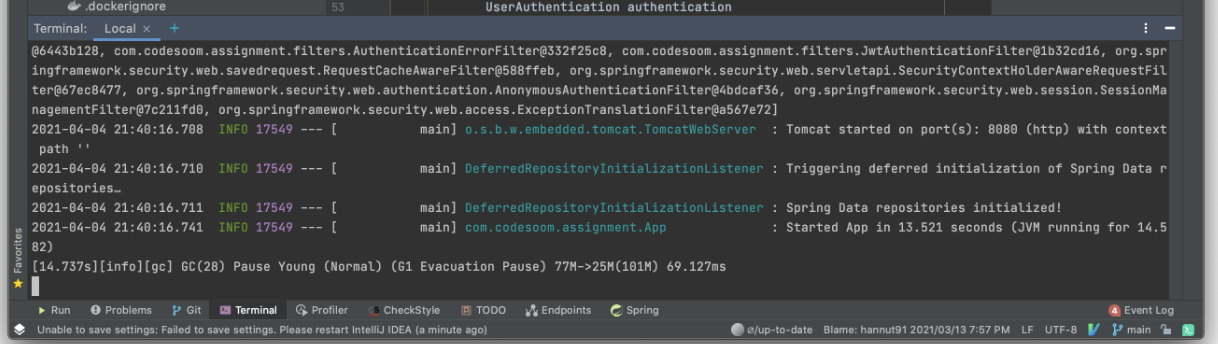 .dockerignore
53
UserAuthentication authentication
Terminal: Local × +
@6443b128, com.codesoom.assignment.filters.AuthenticationErrorFilter@332f25c8, com.codesoom.assignment.filters.JwtAuthenticationFilter@1b32cd16, org.spr
ingframework.security.web.savedrequest.RequestCacheAwareFilter@588ffeb, org.springframework.security.web.servletapi.SecurityContextHolderAwareRequestFil
ter@67ec8477, org.springframework.security.web.authentication.AnonymousAuthenticationFilter@4bdcaf36, org.springframework.security.web.session.SessionMa
nagementFilter@7c211fd0, org.springframework.security.web.access.ExceptionTranslationFilter@a567e72]
2021-04-04 21:40:16.708 INFO 17549 --- [ main] o.s.b.w.embedded.tomcat.TomcatWebServer : Tomcat started on port(s): 8080 (http) with context
path ''
2021-04-04 21:40:16.710 INFO 17549 --- [ main] DeferredRepositoryInitializationListener : Triggering deferred initialization of Spring Data r
epositories…
2021-04-04 21:40:16.711 INFO 17549 --- [ main] DeferredRepositoryInitializationListener : Spring Data repositories initialized!
2021-04-04 21:40:16.741 INFO 17549 --- [ main] com.codesoom.assignment.App : Started App in 13.521 seconds (JVM running for 14.5
82)
[14.737s][info][gc] GC(28) Pause Young (Normal) (G1 Evacuation Pause) 77M->25M(101M) 69.127ms
Favorites
Run Problems Git Terminal Profiler CheckStyle TODO Endpoints Spring 4 Event Log
Unable to save settings: Failed to save settings. Please restart IntelliJ IDEA (a minute ago) ∅/up-to-date Blame: hannut91 2021/03/13 7:57 PM LF UTF-8 main